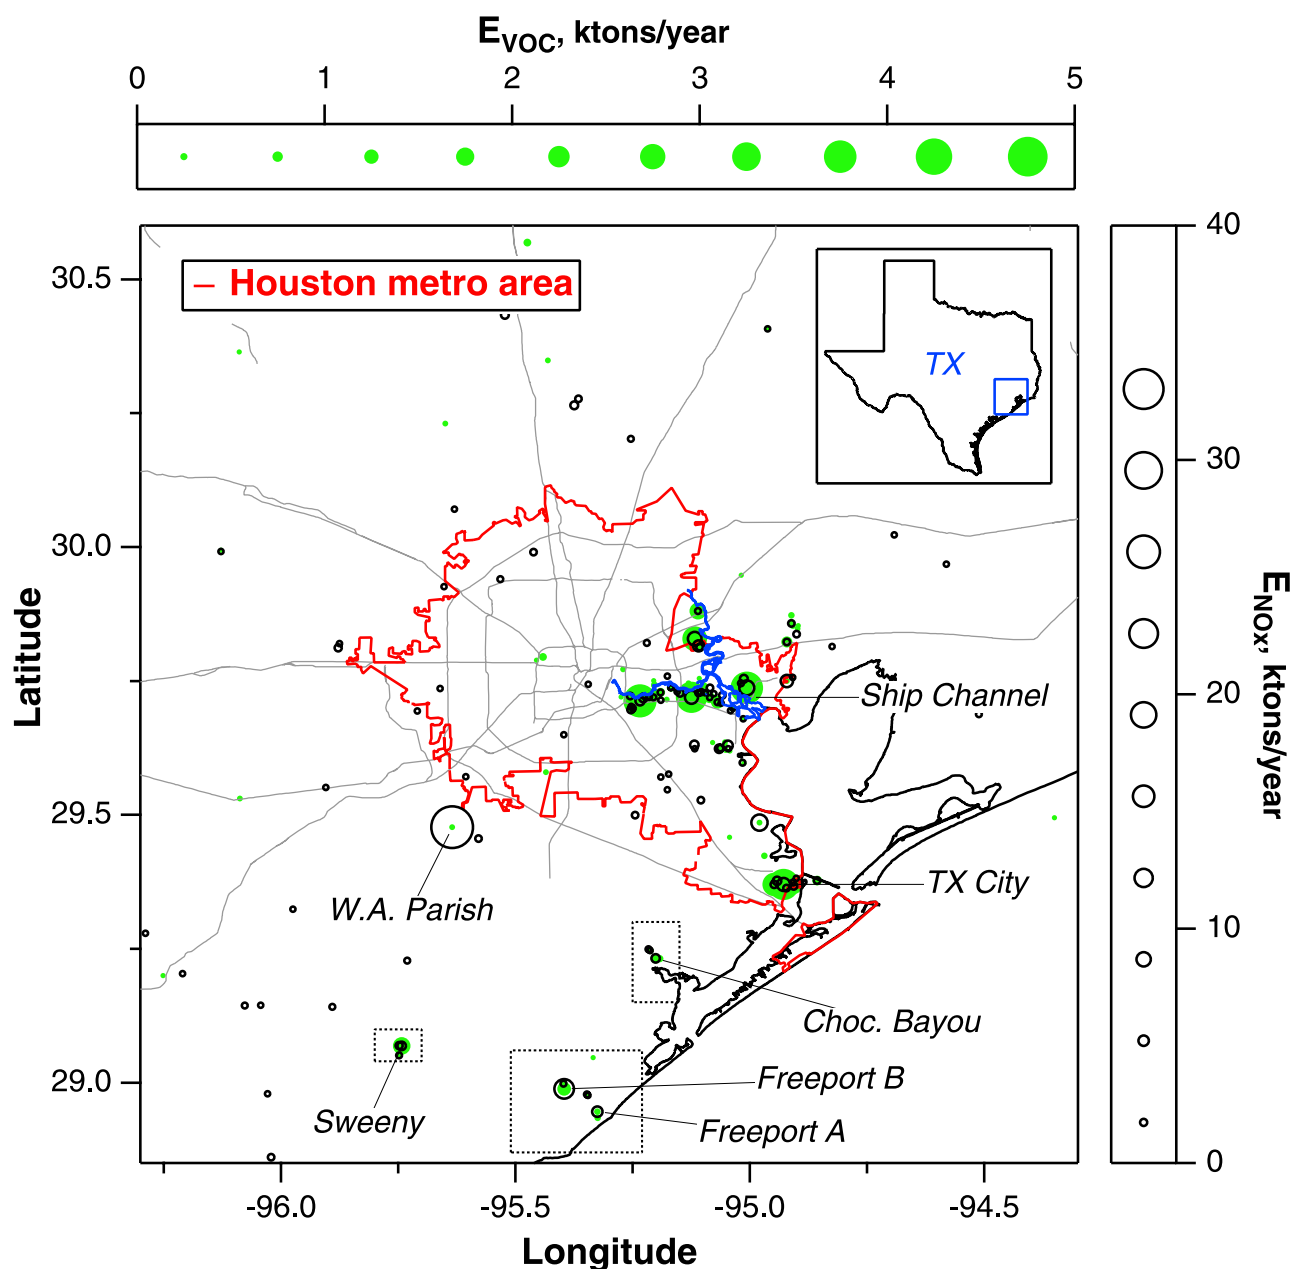 E_VOC, ktons/year
0 1 2 3 4 5
Houston metro area
TX
30.5
30.0
29.5
29.0
Latitude
Ship Channel
TX City
W.A. Parish
Choc. Bayou
Freeport B
Freeport A
Sweeny
-96.0 -95.5 -95.0 -94.5
Longitude
40
30
20
10
0
E_NOx, ktons/year